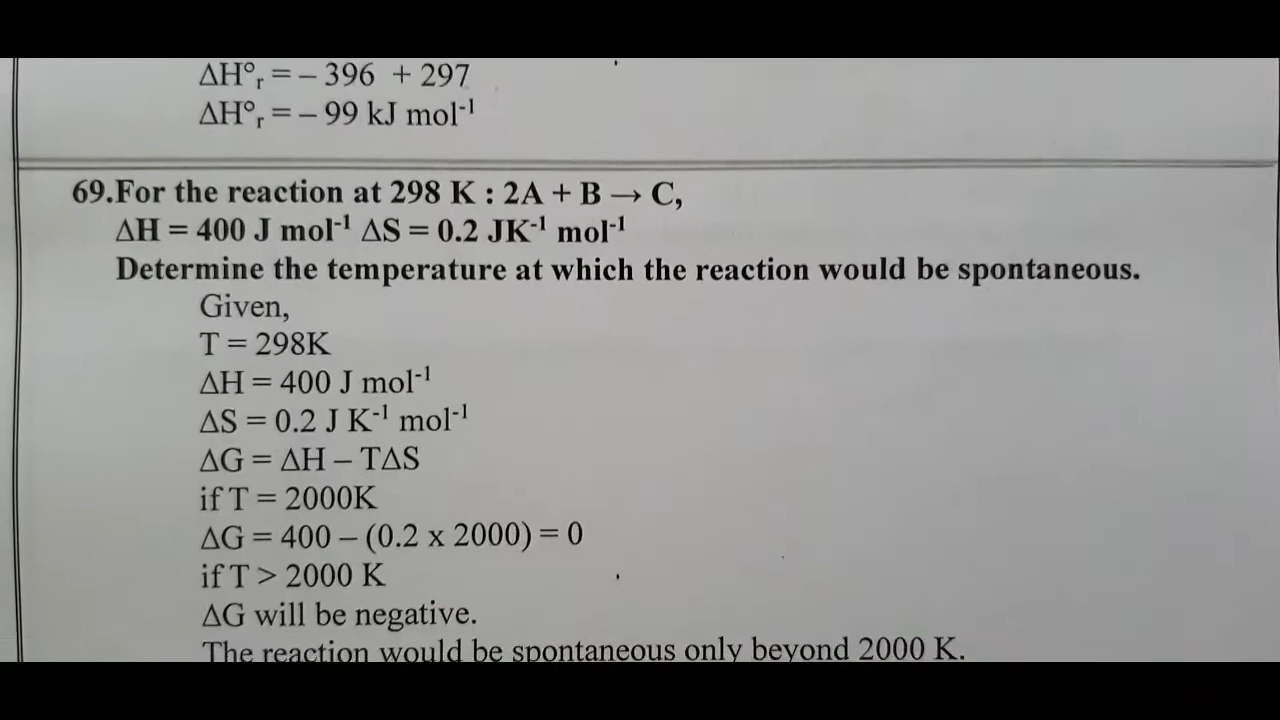 ΔH°r = – 396 + 297
ΔH°r = – 99 kJ mol⁻¹
69.For the reaction at 298 K : 2A + B → C,
ΔH = 400 J mol⁻¹ ΔS = 0.2 JK⁻¹ mol⁻¹
Determine the temperature at which the reaction would be spontaneous.
Given,
T = 298K
ΔH = 400 J mol⁻¹
ΔS = 0.2 J K⁻¹ mol⁻¹
ΔG = ΔH – TΔS
if T = 2000K
ΔG = 400 – (0.2 x 2000) = 0
if T > 2000 K
ΔG will be negative.
The reaction would be spontaneous only beyond 2000 K.